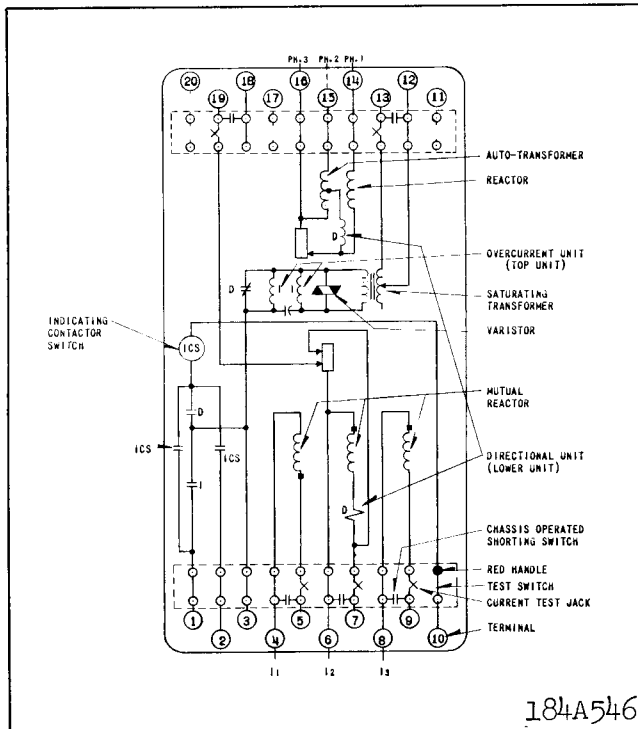 PH.3 PH.2 PH.1
20
19
18
17
16
15
14
13
12
11
AUTO-TRANSFORMER
REACTOR
D
OVERCURRENT UNIT
(TOP UNIT)
D
I
I
SATURATING
TRANSFORMER
INDICATING
CONTACTOR
SWITCH
VARISTOR
ICS
MUTUAL
REACTOR
D
ICS
ICS
DIRECTIONAL UNIT
(LOWER UNIT)
I
D
CHASSIS OPERATED
SHORTING SWITCH
RED HANDLE
TEST SWITCH
CURRENT TEST JACK
1
2
3
4
5
6
7
8
9
10
TERMINAL
I1
I2
I3
184A546